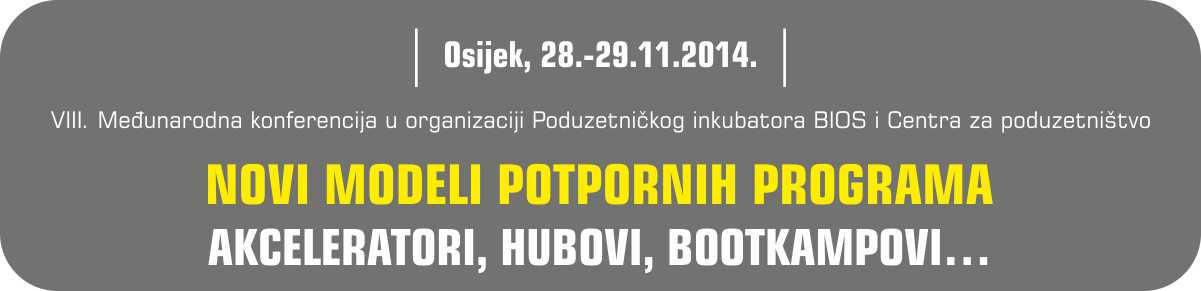 Osijek, 28.-29.11.2014.
VIII. Međunarodna konferencija u organizaciji Poduzetničkog inkubatora BIOS i Centra za poduzetništvo
NOVI MODELI POTPORNIH PROGRAMA
AKCELERATORI, HUBOVI, BOOTKAMPOVI...